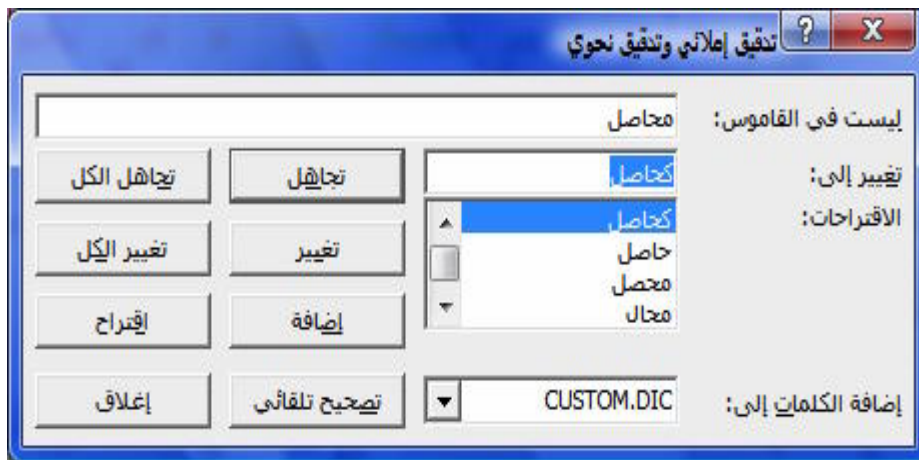 تدقيق إملائي وتدقيق نحوي
ليست في القاموس: محاصل
تغيير إلى: كحاصل تجاهل تجاهل الكل
الاقتراحات: كحاصل
حاصل تغيير تغيير الكل
محصل
محال إضافة اقتراح
إضافة الكلمات إلى: CUSTOM.DIC تصحيح تلقائي إغلاق